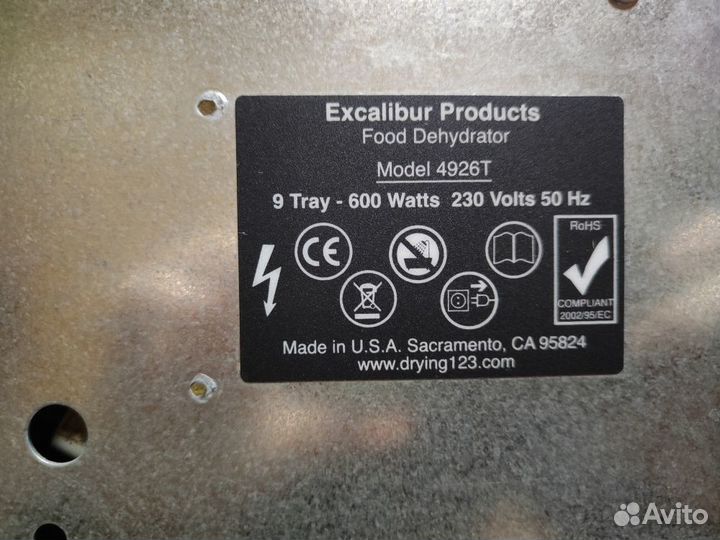 Excalibur Products
Food Dehydrator
Model 4926T
9 Tray - 600 Watts 230 Volts 50 Hz
CE
RoHS
COMPLIANT
2002/95/EC
Made in U.S.A. Sacramento, CA 95824
www.drying123.com
Avito